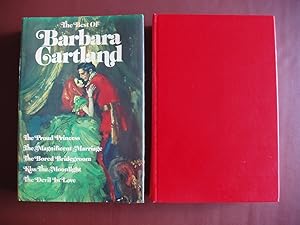 The Best Of
Barbara
Cartland
The Proud Princess
The Magnificent Marriage
The Bored Bridegroom
Kiss The Moonlight
The Devil In Love